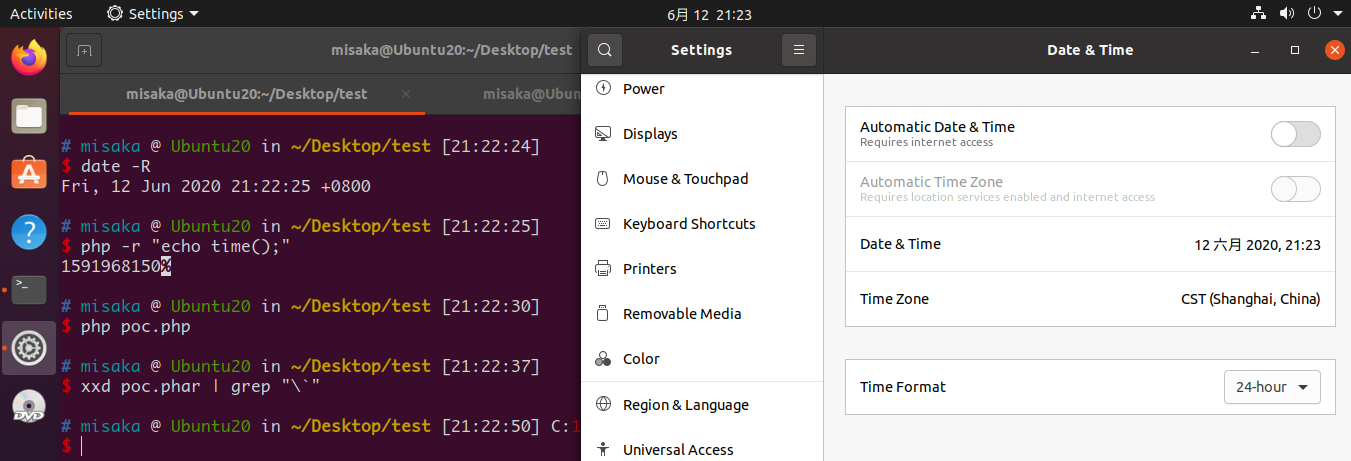 Activities
Settings
6月 12 21:23
misaka@Ubuntu20:~/Desktop/test
misaka@Ubuntu20:~/Desktop/test
×
misaka@Ubun
# misaka @ Ubuntu20 in ~/Desktop/test [21:22:24]
$ date -R
Fri, 12 Jun 2020 21:22:25 +0800
# misaka @ Ubuntu20 in ~/Desktop/test [21:22:25]
$ php -r "echo time();"
1591968150%
# misaka @ Ubuntu20 in ~/Desktop/test [21:22:30]
$ php poc.php
# misaka @ Ubuntu20 in ~/Desktop/test [21:22:37]
$ xxd poc.phar | grep "\`"
# misaka @ Ubuntu20 in ~/Desktop/test [21:22:50] C:1
$
>_
?
DVD
Settings
Power
Displays
Mouse & Touchpad
Keyboard Shortcuts
Printers
Removable Media
Color
Region & Language
Universal Access
Date & Time
Automatic Date & Time
Requires internet access
Automatic Time Zone
Requires location services enabled and internet access
Date & Time
12 六月 2020, 21:23
Time Zone
CST (Shanghai, China)
Time Format
24-hour